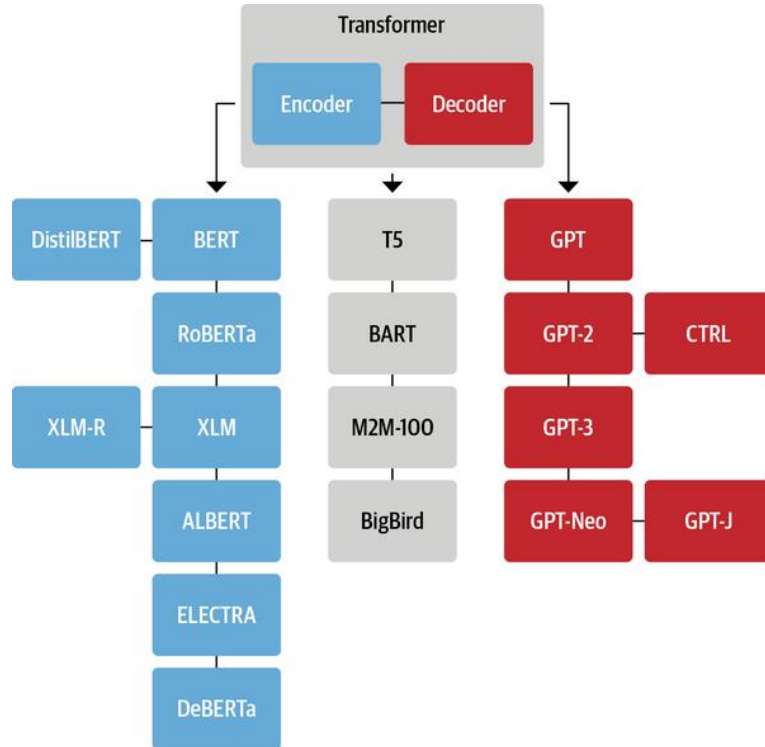 Transformer
Encoder
Decoder
DistilBERT
BERT
T5
GPT
RoBERTa
BART
GPT-2
CTRL
XLM-R
XLM
M2M-100
GPT-3
ALBERT
BigBird
GPT-Neo
GPT-J
ELECTRA
DeBERTa